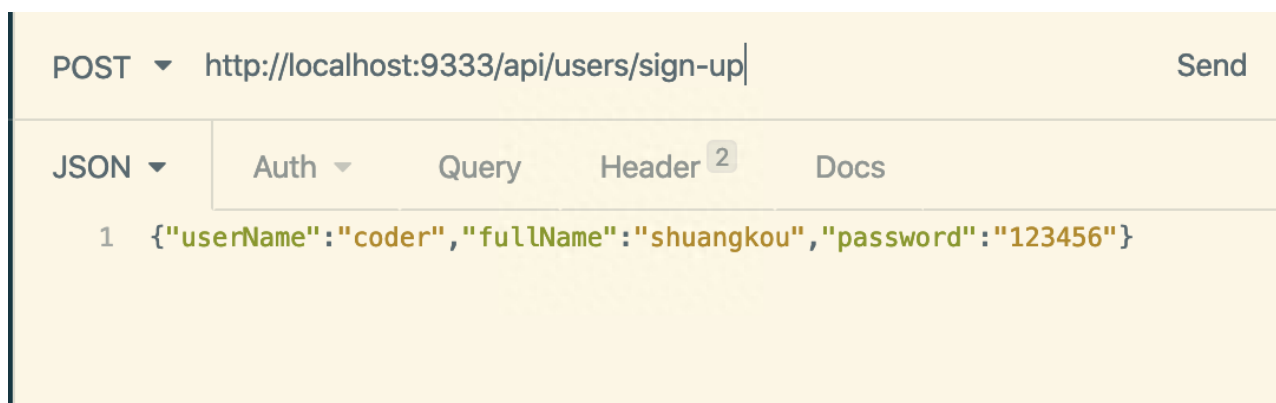 POST http://localhost:9333/api/users/sign-up Send
JSON Auth Query Header 2 Docs
1 {"userName":"coder","fullName":"shuangkou","password":"123456"}